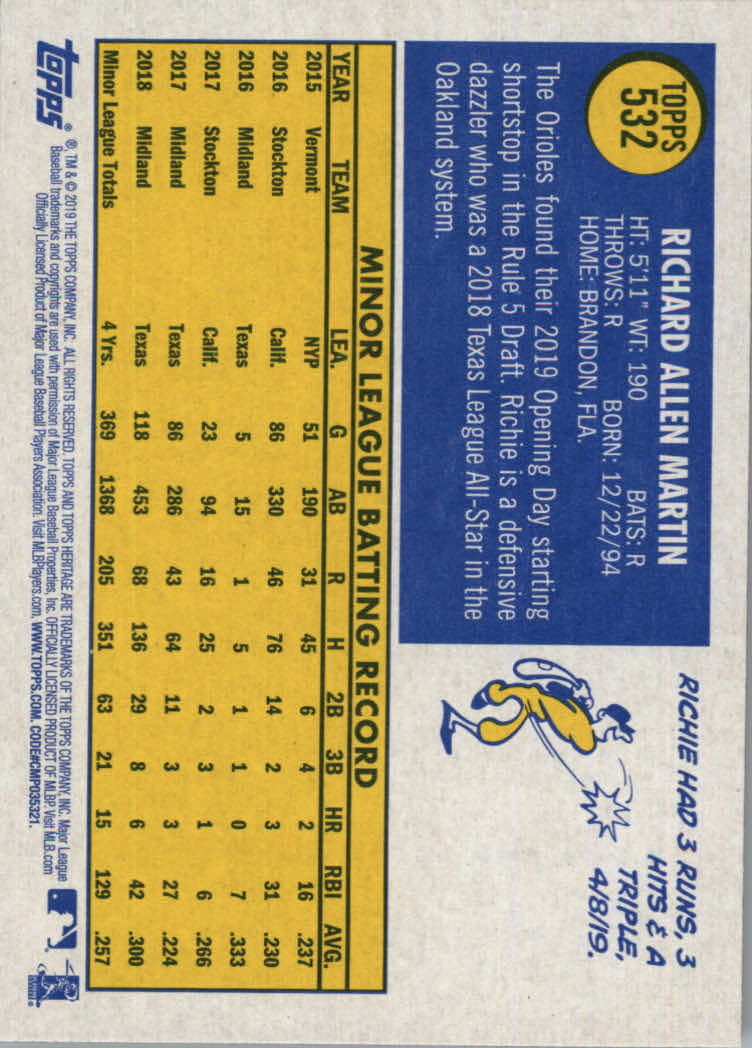 TOPPS
532
RICHARD ALLEN MARTIN
HT: 5'11" WT: 190 BATS: R
THROWS: R BORN: 12/22/94
HOME: BRANDON, FLA.
The Orioles found their 2019 Opening Day starting
shortstop in the Rule 5 Draft. Richie is a defensive
dazzler who was a 2018 Texas League All-Star in the
Oakland system.
RICHIE HAD 3 RUNS, 3
HITS & A
TRIPLE,
4/8/19.
MINOR LEAGUE BATTING RECORD
YEAR TEAM LEA. G AB R H 2B 3B HR RBI AVG.
2015 Vermont NYP 51 190 31 45 6 4 2 16 .237
2016 Stockton Calif. 86 330 46 76 14 2 3 31 .230
2016 Midland Texas 5 15 1 5 1 1 0 7 .333
2017 Stockton Calif. 23 94 16 25 2 3 1 6 .266
2017 Midland Texas 86 286 43 64 11 3 3 27 .224
2018 Midland Texas 118 453 68 136 29 8 6 42 .300
Minor League Totals 4 Yrs. 369 1368 205 351 63 21 15 129 .257
topps®
®, TM & © 2019 THE TOPPS COMPANY, INC. ALL RIGHTS RESERVED. TOPPS AND TOPPS HERITAGE ARE TRADEMARKS OF THE TOPPS COMPANY, INC. Major League
Baseball trademarks and copyrights are used with permission of Major League Baseball Properties, Inc. OFFICIALLY LICENSED PRODUCT OF MLBP. Visit MLB.com
Officially Licensed Product of Major League Baseball Players Association. Visit MLBPlayers.com. WWW.TOPPS.COM. CODE#CMP035321.